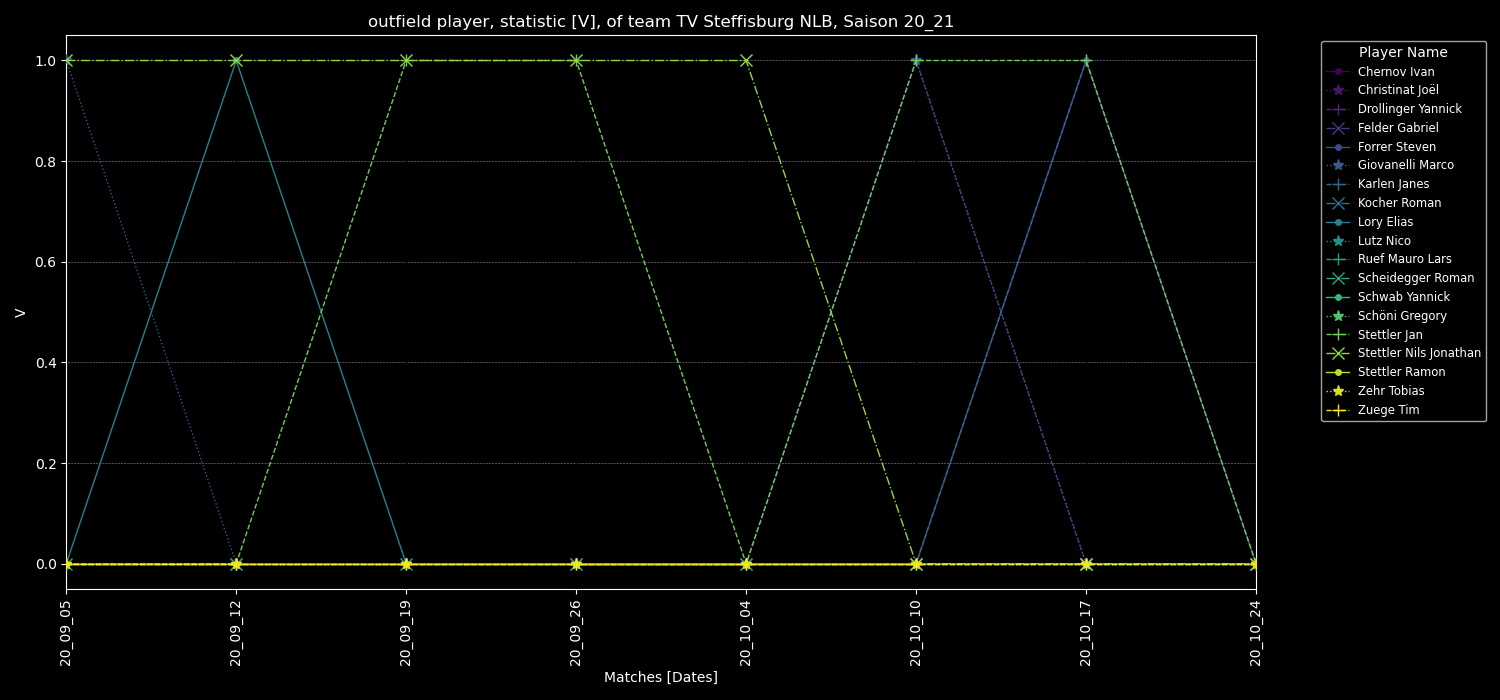 outfield player, statistic [V], of team TV Steffisburg NLB, Saison 20_21
V
1.0
0.8
0.6
0.4
0.2
0.0
20_09_05
20_09_12
20_09_19
20_09_26
20_10_04
20_10_10
20_10_17
20_10_24
Matches [Dates]
Player Name
Chernov Ivan
Christinat Joël
Drollinger Yannick
Felder Gabriel
Forrer Steven
Giovanelli Marco
Karlen Janes
Kocher Roman
Lory Elias
Lutz Nico
Ruef Mauro Lars
Scheidegger Roman
Schwab Yannick
Schöni Gregory
Stettler Jan
Stettler Nils Jonathan
Stettler Ramon
Zehr Tobias
Zuege Tim